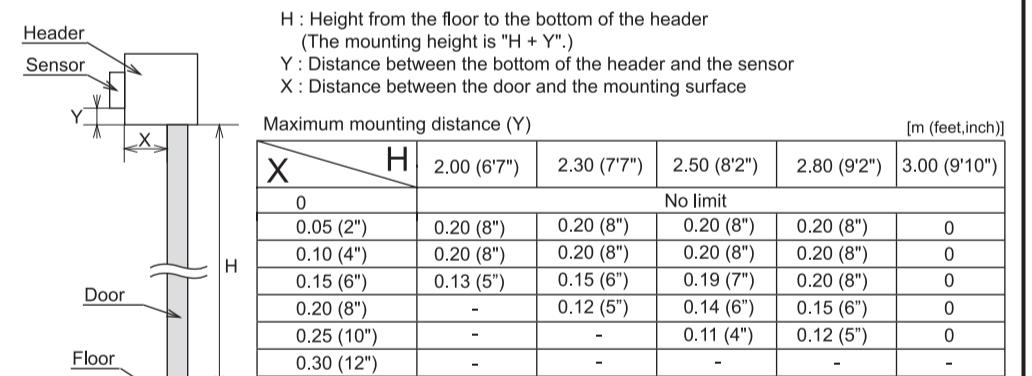 H : Height from the floor to the bottom of the header
(The mounting height is "H + Y".)
Y : Distance between the bottom of the header and the sensor
X : Distance between the door and the mounting surface
Header
Sensor
Y
X
H
Door
Floor
Maximum mounting distance (Y) [m (feet,inch)]
X H 2.00 (6'7") 2.30 (7'7") 2.50 (8'2") 2.80 (9'2") 3.00 (9'10")
0 No limit
0.05 (2") 0.20 (8") 0.20 (8") 0.20 (8") 0.20 (8") 0
0.10 (4") 0.20 (8") 0.20 (8") 0.20 (8") 0.20 (8") 0
0.15 (6") 0.13 (5”) 0.15 (6”) 0.19 (7") 0.20 (8") 0
0.20 (8") - 0.12 (5”) 0.14 (6”) 0.15 (6”) 0
0.25 (10") - - 0.11 (4") 0.12 (5”) 0
0.30 (12") - - - - -